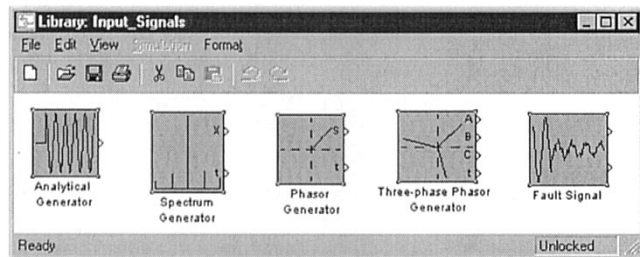 Library: Input_Signals
File Edit View Simulation Format
X
t
S
t
A
B
C
t
Analytical
Generator
Spectrum
Generator
Phasor
Generator
Three-phase Phasor
Generator
Fault Signal
Ready Unlocked